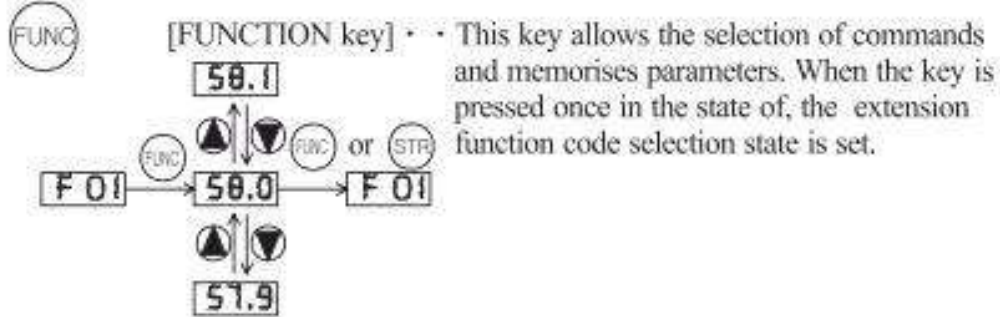 FUNC [FUNCTION key] · · This key allows the selection of commands
58.1 and memorises parameters. When the key is
pressed once in the state of, the extension
FUNC FUNC or STR function code selection state is set.
F 01 58.0 F 01
57.9